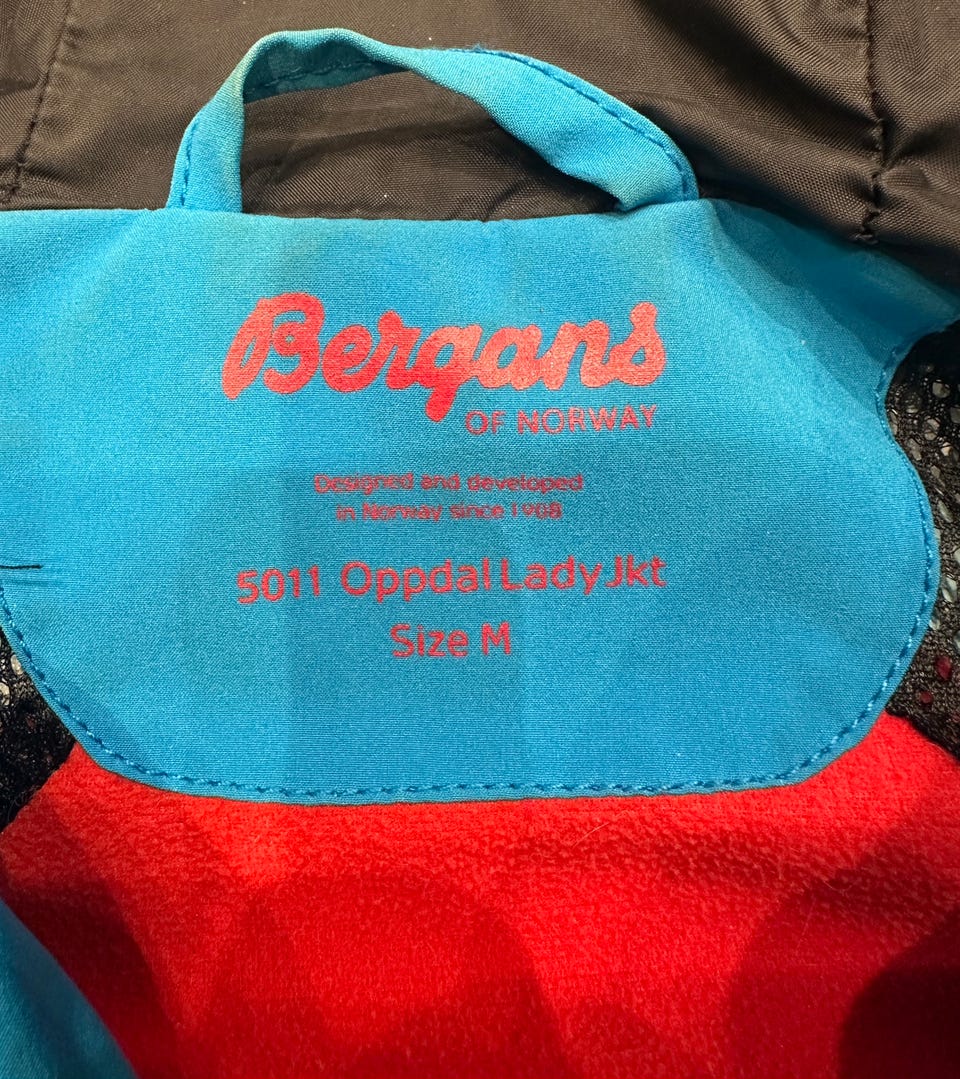 Bergans
OF NORWAY
Designed and developed
in Norway since 1908
5011 Oppdal Lady Jkt
Size M